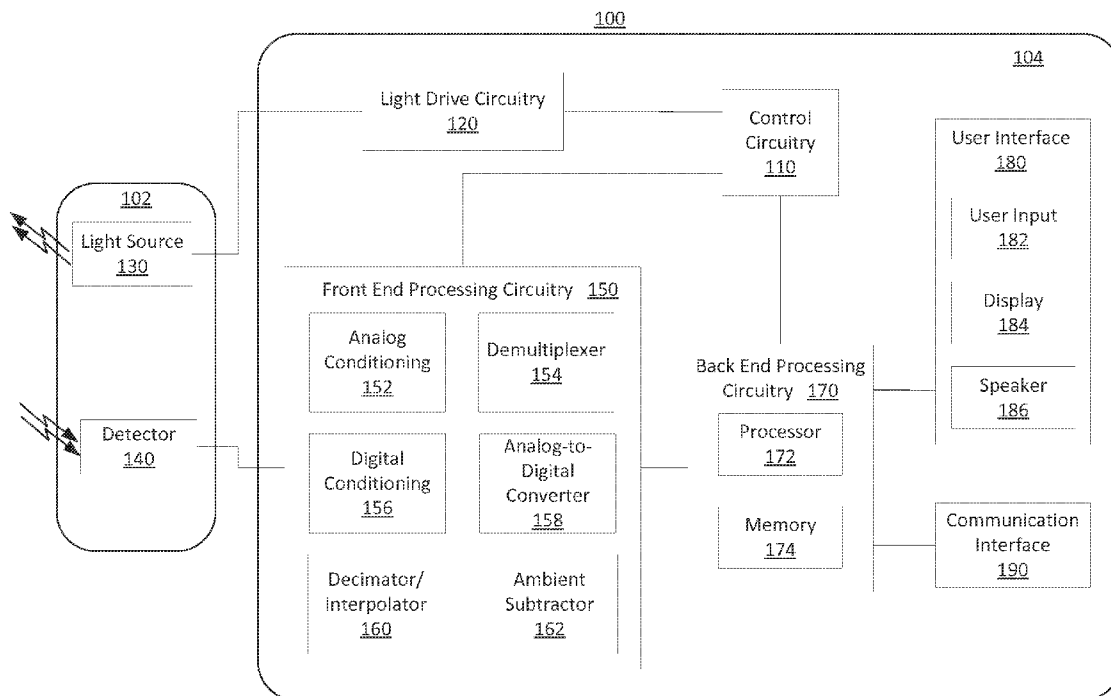 100
104
Light Drive Circuitry
120
Control
Circuitry
110
User Interface
180
User Input
182
Display
184
Speaker
186
102
Light Source
130
Detector
140
Front End Processing Circuitry 150
Analog
Conditioning
152
Demultiplexer
154
Digital
Conditioning
156
Analog-to-
Digital
Converter
158
Decimator/
Interpolator
160
Ambient
Subtractor
162
Back End Processing
Circuitry 170
Processor
172
Memory
174
Communication
Interface
190